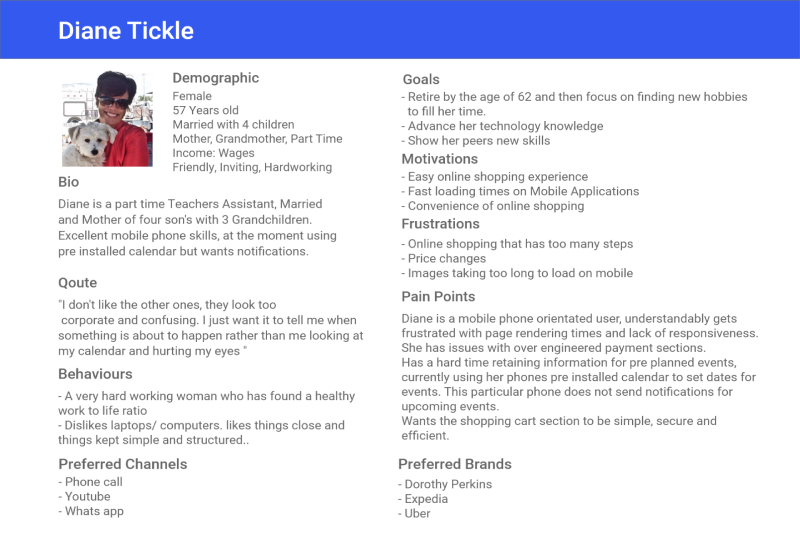 Diane Tickle
Demographic
Female
57 Years old
Married with 4 children
Mother, Grandmother, Part Time
Income: Wages
Friendly, Inviting, Hardworking
Bio
Diane is a part time Teachers Assistant, Married
and Mother of four son's with 3 Grandchildren.
Excellent mobile phone skills, at the moment using
pre installed calendar but wants notifications.
Qoute
"I don't like the other ones, they look too
corporate and confusing. I just want it to tell me when
something is about to happen rather than me looking at
my calendar and hurting my eyes "
Behaviours
- A very hard working woman who has found a healthy
work to life ratio
- Dislikes laptops/ computers. likes things close and
things kept simple and structured..
Preferred Channels
- Phone call
- Youtube
- Whats app
Goals
- Retire by the age of 62 and then focus on finding new hobbies
to fill her time.
- Advance her technology knowledge
- Show her peers new skills
Motivations
- Easy online shopping experience
- Fast loading times on Mobile Applications
- Convenience of online shopping
Frustrations
- Online shopping that has too many steps
- Price changes
- Images taking too long to load on mobile
Pain Points
Diane is a mobile phone orientated user, understandably gets
frustrated with page rendering times and lack of responsiveness.
She has issues with over engineered payment sections.
Has a hard time retaining information for pre planned events,
currently using her phones pre installed calendar to set dates for
events. This particular phone does not send notifications for
upcoming events.
Wants the shopping cart section to be simple, secure and
efficient.
Preferred Brands
- Dorothy Perkins
- Expedia
- Uber